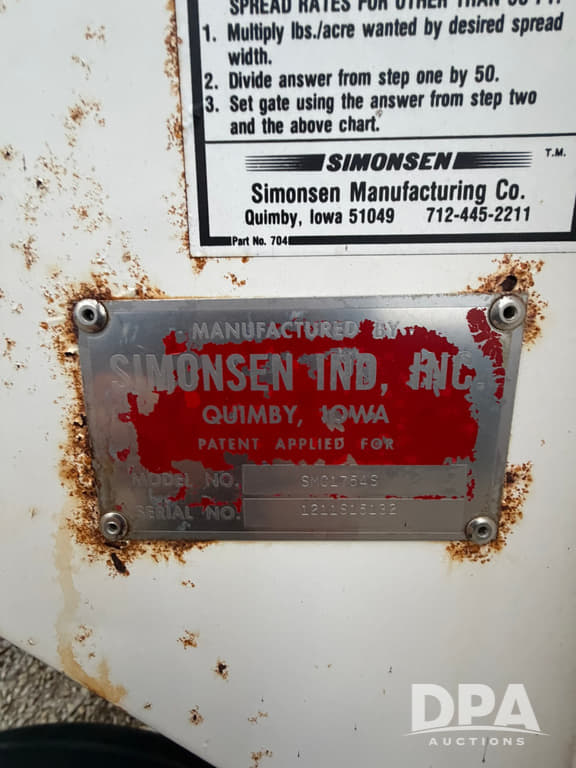 SPREAD RATES FOR OTHER THAN 50 FT.
1. Multiply lbs./acre wanted by desired spread
width.
2. Divide answer from step one by 50.
3. Set gate using the answer from step two
and the above chart.
SIMONSEN T.M.
Simonsen Manufacturing Co.
Quimby, Iowa 51049 712-445-2211
Part No. 704
MANUFACTURED BY
SIMONSEN IND, INC.
QUIMBY, IOWA
PATENT APPLIED FOR
MODEL NO. SMC1754S
SERIAL NO. 1211S15132
DPA
AUCTIONS